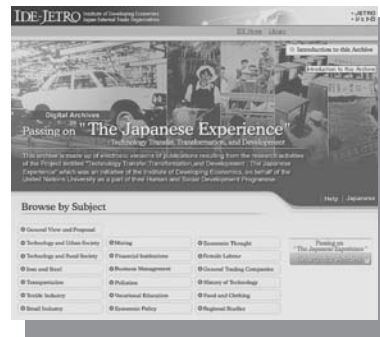 IDE-JETRO Institute of Developing Economies
Japan External Trade Organization
JETRO
IDE Home Library
Introduction to this Archive
Introduction to this Archive
Digital Archives
Passing on "The Japanese Experience"
Technology Transfer, Transformation, and Development
This archive is made up of electronic versions of publications resulting from the research activities
of the Project entitled "Technology Transfer, Transformation, and Development : The Japanese
Experience" which was an initiative of the Institute of Developing Economies, on behalf of the
United Nations University as a part of their Human and Social Development Programme.
Help Japanese
Browse by Subject
General View and Proposal
Technology and Urban Society Mining Economic Thought
Technology and Rural Society Financial Institutions Female Labour
Iron and Steel Business Management General Trading Companies
Transportation Pollution History of Technology
Textile Industry Vocational Education Food and Clothing
Small Industry Economic Policy Regional Studies
Passing on
"The Japanese Experience"